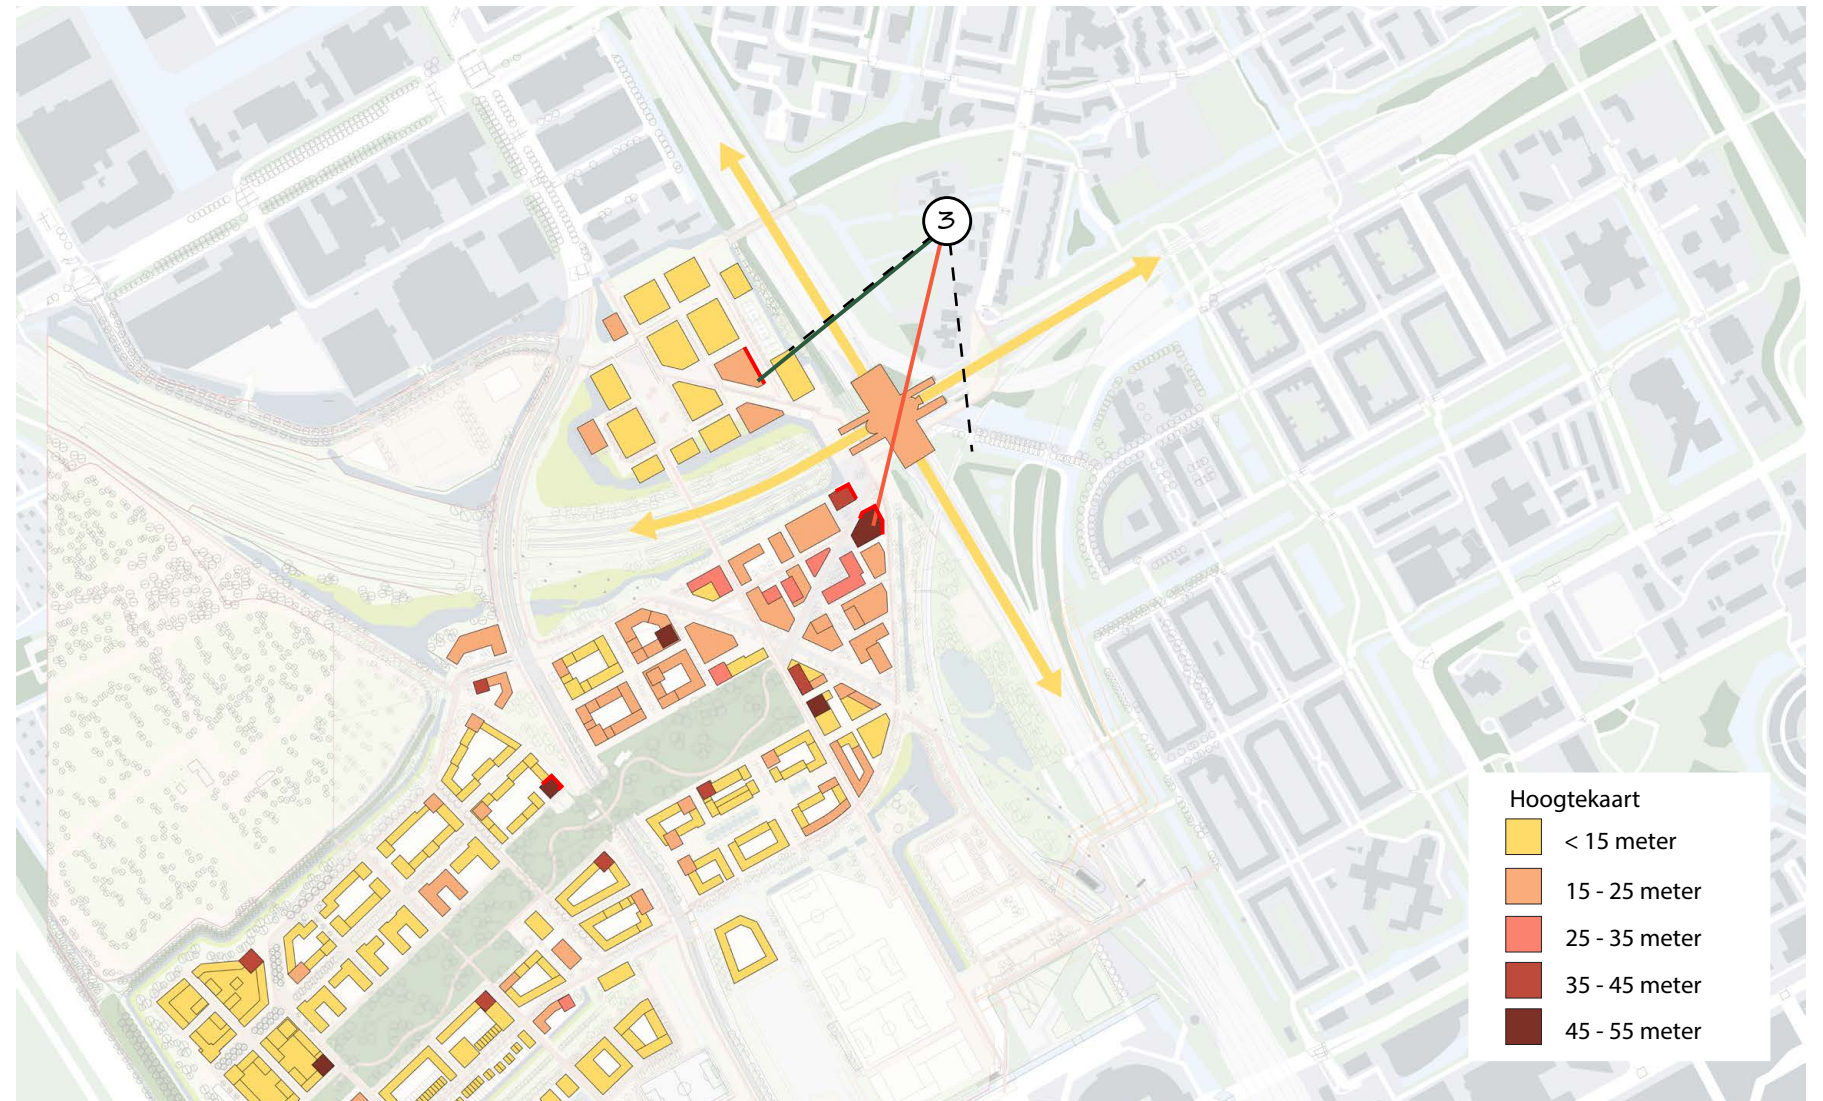 3
Hoogtekaart
< 15 meter
15 - 25 meter
25 - 35 meter
35 - 45 meter
45 - 55 meter